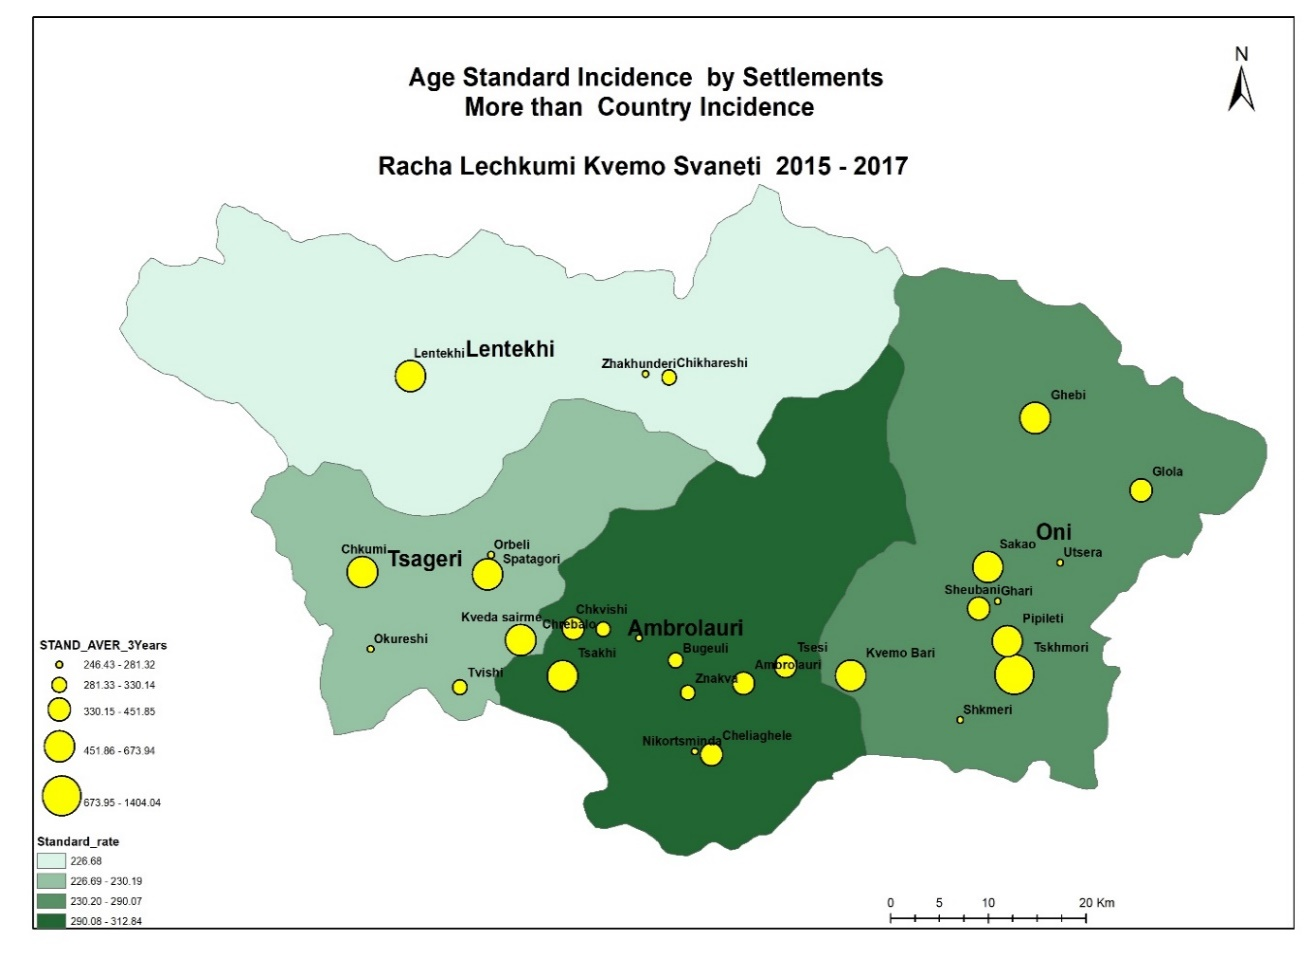 N
Age Standard Incidence by Settlements
More than Country Incidence
Racha Lechkumi Kvemo Svaneti 2015 - 2017
Lentekhi
Lentekhi
Zhakhunderi
Chikhareshi
Ghebi
Glola
Oni
Sakao
Utsera
Sheubani
Ghari
Pipileti
Tskhmori
Kvemo Bari
Shkmeri
Chkumi
Tsageri
Orbeli
Spatagori
Kveda sairme
Okureshi
Tvishi
Chkvishi
Chrebalo
Ambrolauri
Tsakhi
Bugeuli
Tsesi
Ambrolauri
Znakva
Nikortsminda
Cheliaghele
STAND_AVER_3Years
246.43 - 281.32
281.33 - 330.14
330.15 - 451.85
451.86 - 673.94
673.95 - 1404.04
Standard_rate
226.68
226.69 - 230.19
230.20 - 290.07
290.08 - 312.84
0 5 10 20 Km